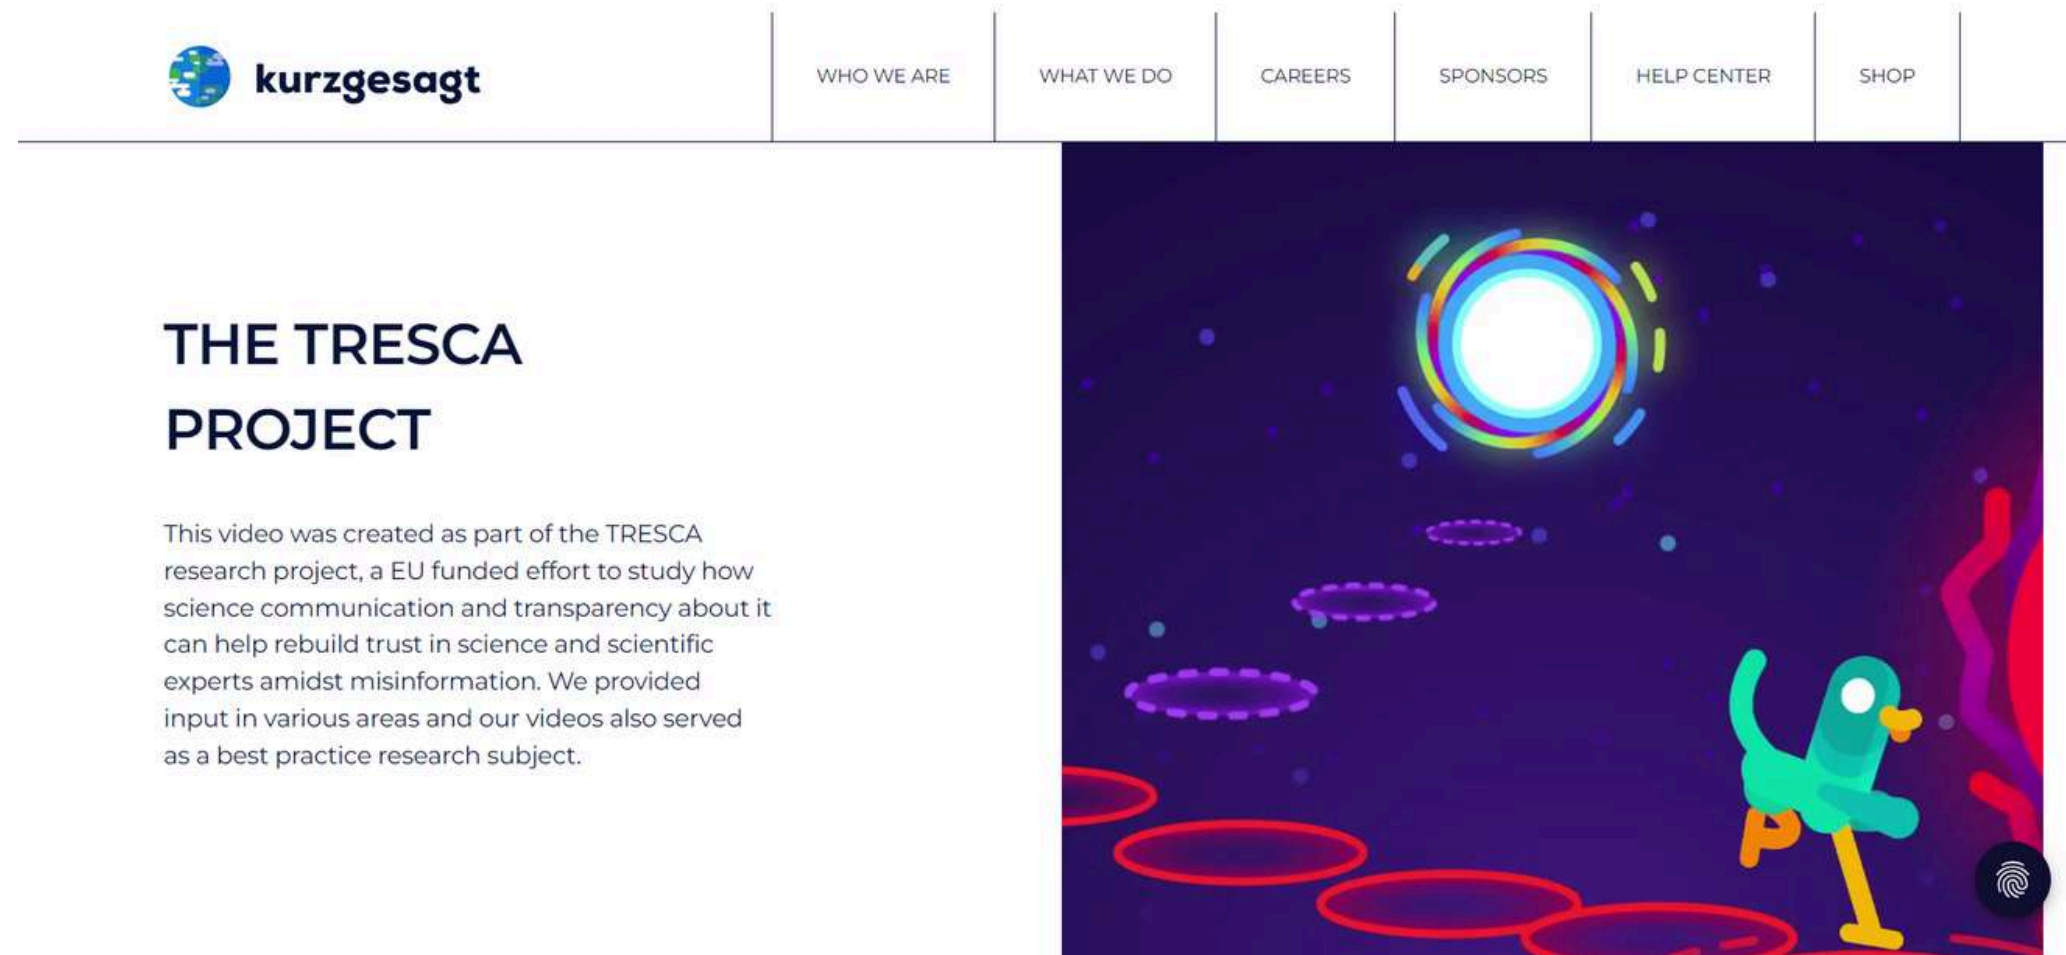 kurzgesagt
WHO WE ARE
WHAT WE DO
CAREERS
SPONSORS
HELP CENTER
SHOP
THE TRESCA
PROJECT
This video was created as part of the TRESCA
research project, a EU funded effort to study how
science communication and transparency about it
can help rebuild trust in science and scientific
experts amidst misinformation. We provided
input in various areas and our videos also served
as a best practice research subject.